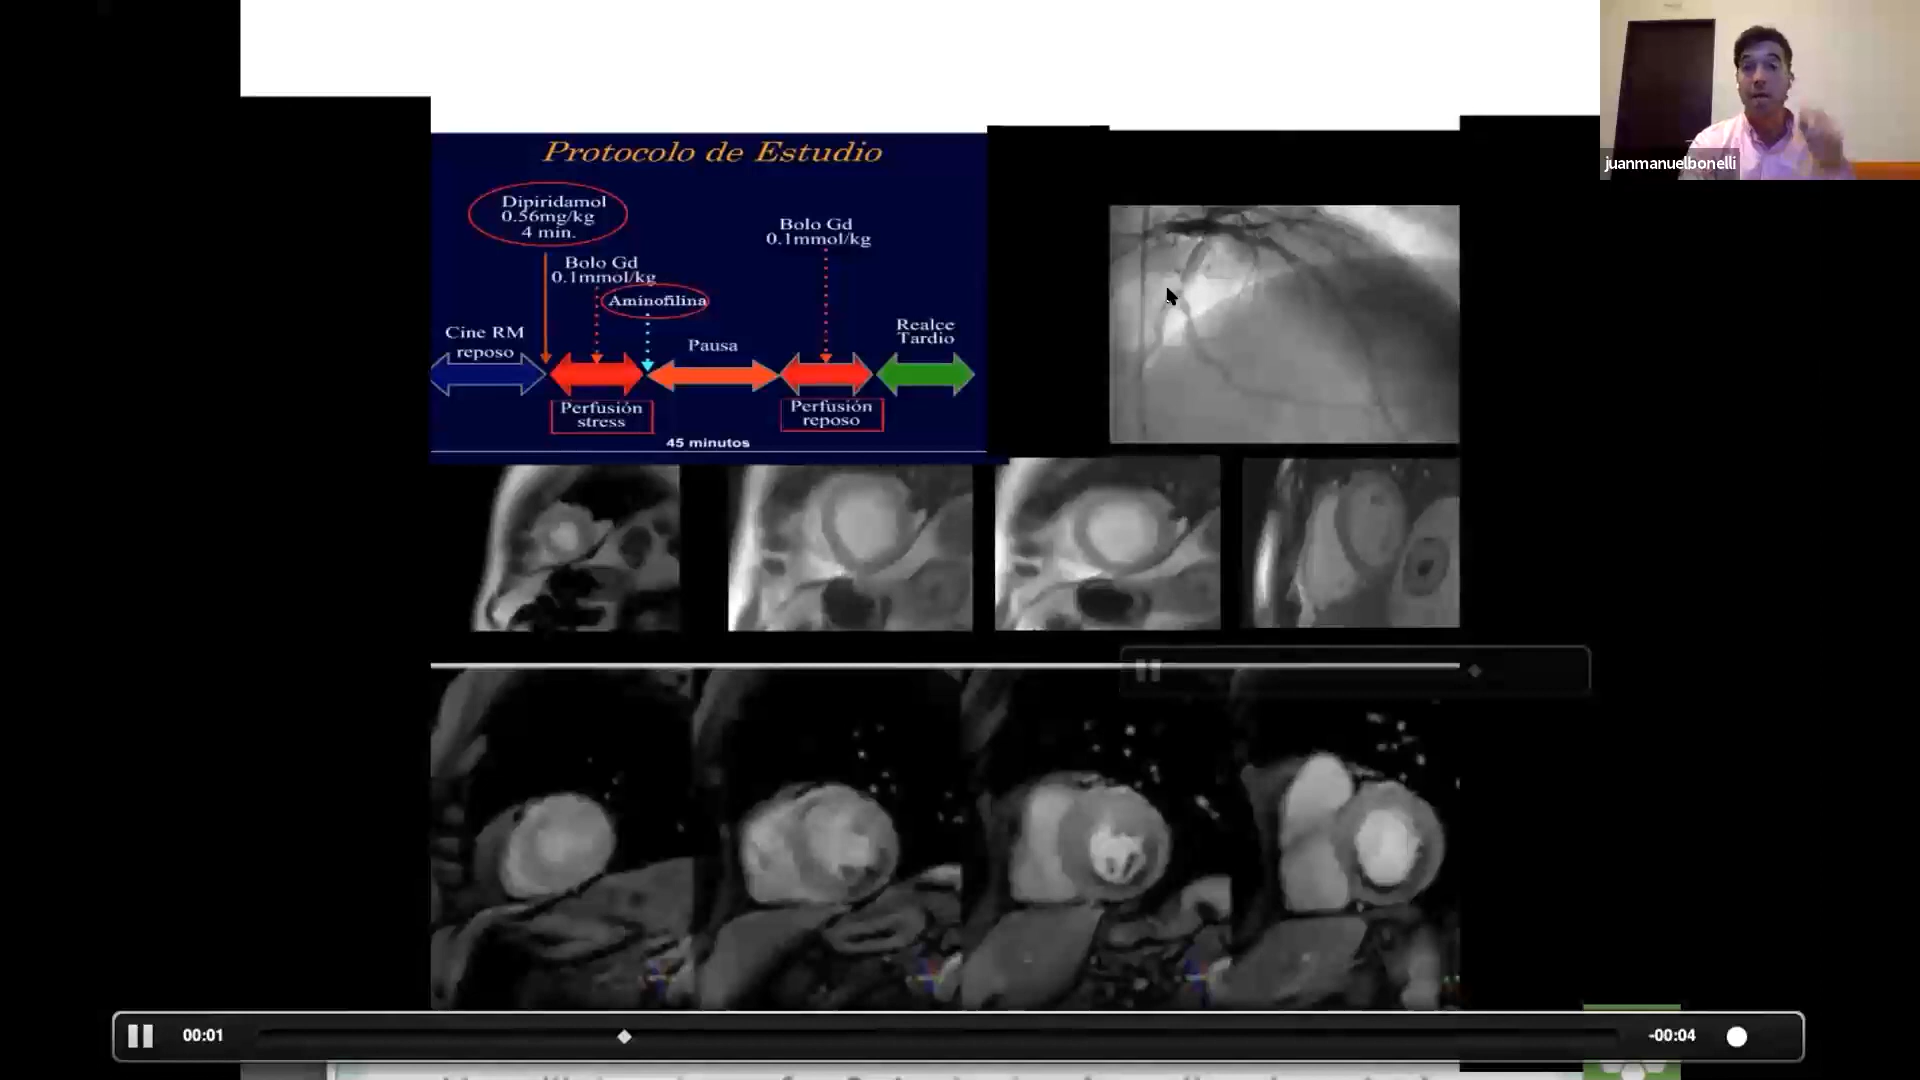 juanmanuelbonelli
Protocolo de Estudio
Dipiridamol
0.56mg/kg
4 min.
Bolo Gd
0.1mmol/kg
Bolo Gd
0.1mmol/kg
Aminofilina
Cine RM
reposo
Pausa
Realce
Tardio
Perfusión
stress
Perfusión
reposo
45 minutos
00:01
-00:04